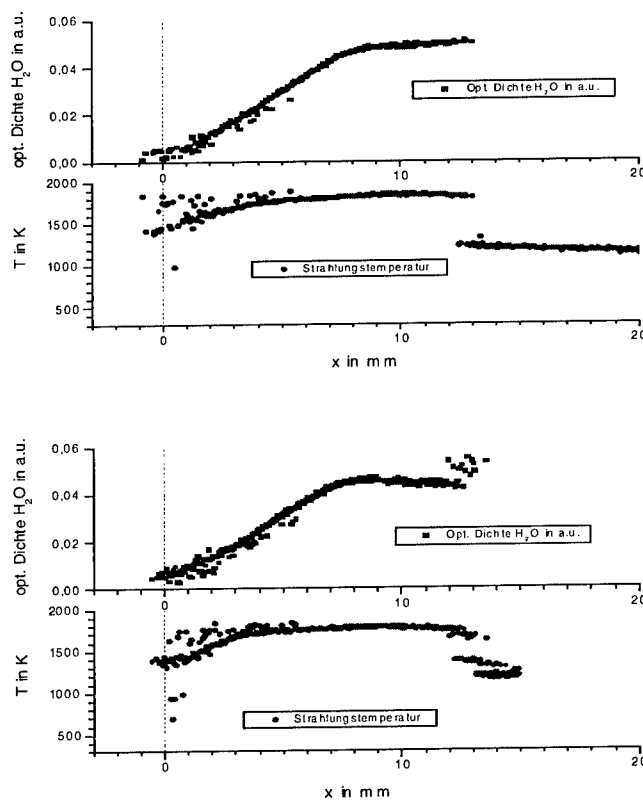 opt. Dichte H₂O in a.u.
0,06
0,04
0,02
0,00
Opt. Dichte H₂O in a.u.
0
10
20
T in K
2000
1500
1000
500
Strahlungstemperatur
0
10
20
x in mm
opt. Dichte H₂O in a.u.
0,06
0,04
0,02
0,00
Opt. Dichte H₂O in a.u.
0
10
20
T in K
2000
1500
1000
500
Strahlungstemperatur
0
10
20
x in mm